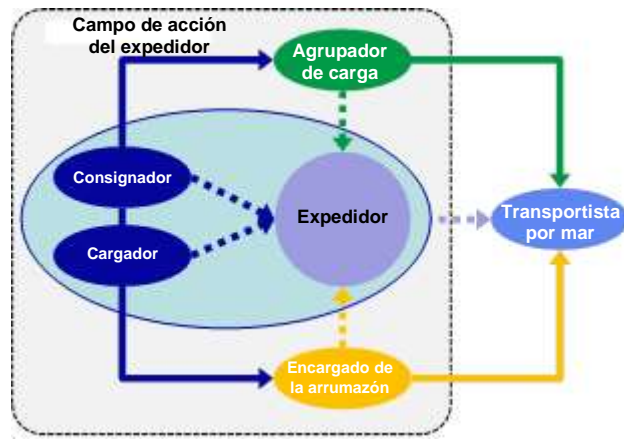 Campo de acción
del expedidor
Agrupador
de carga
Consignador
Expedidor
Transportista
por mar
Cargador
Encargado de
la arrumazón